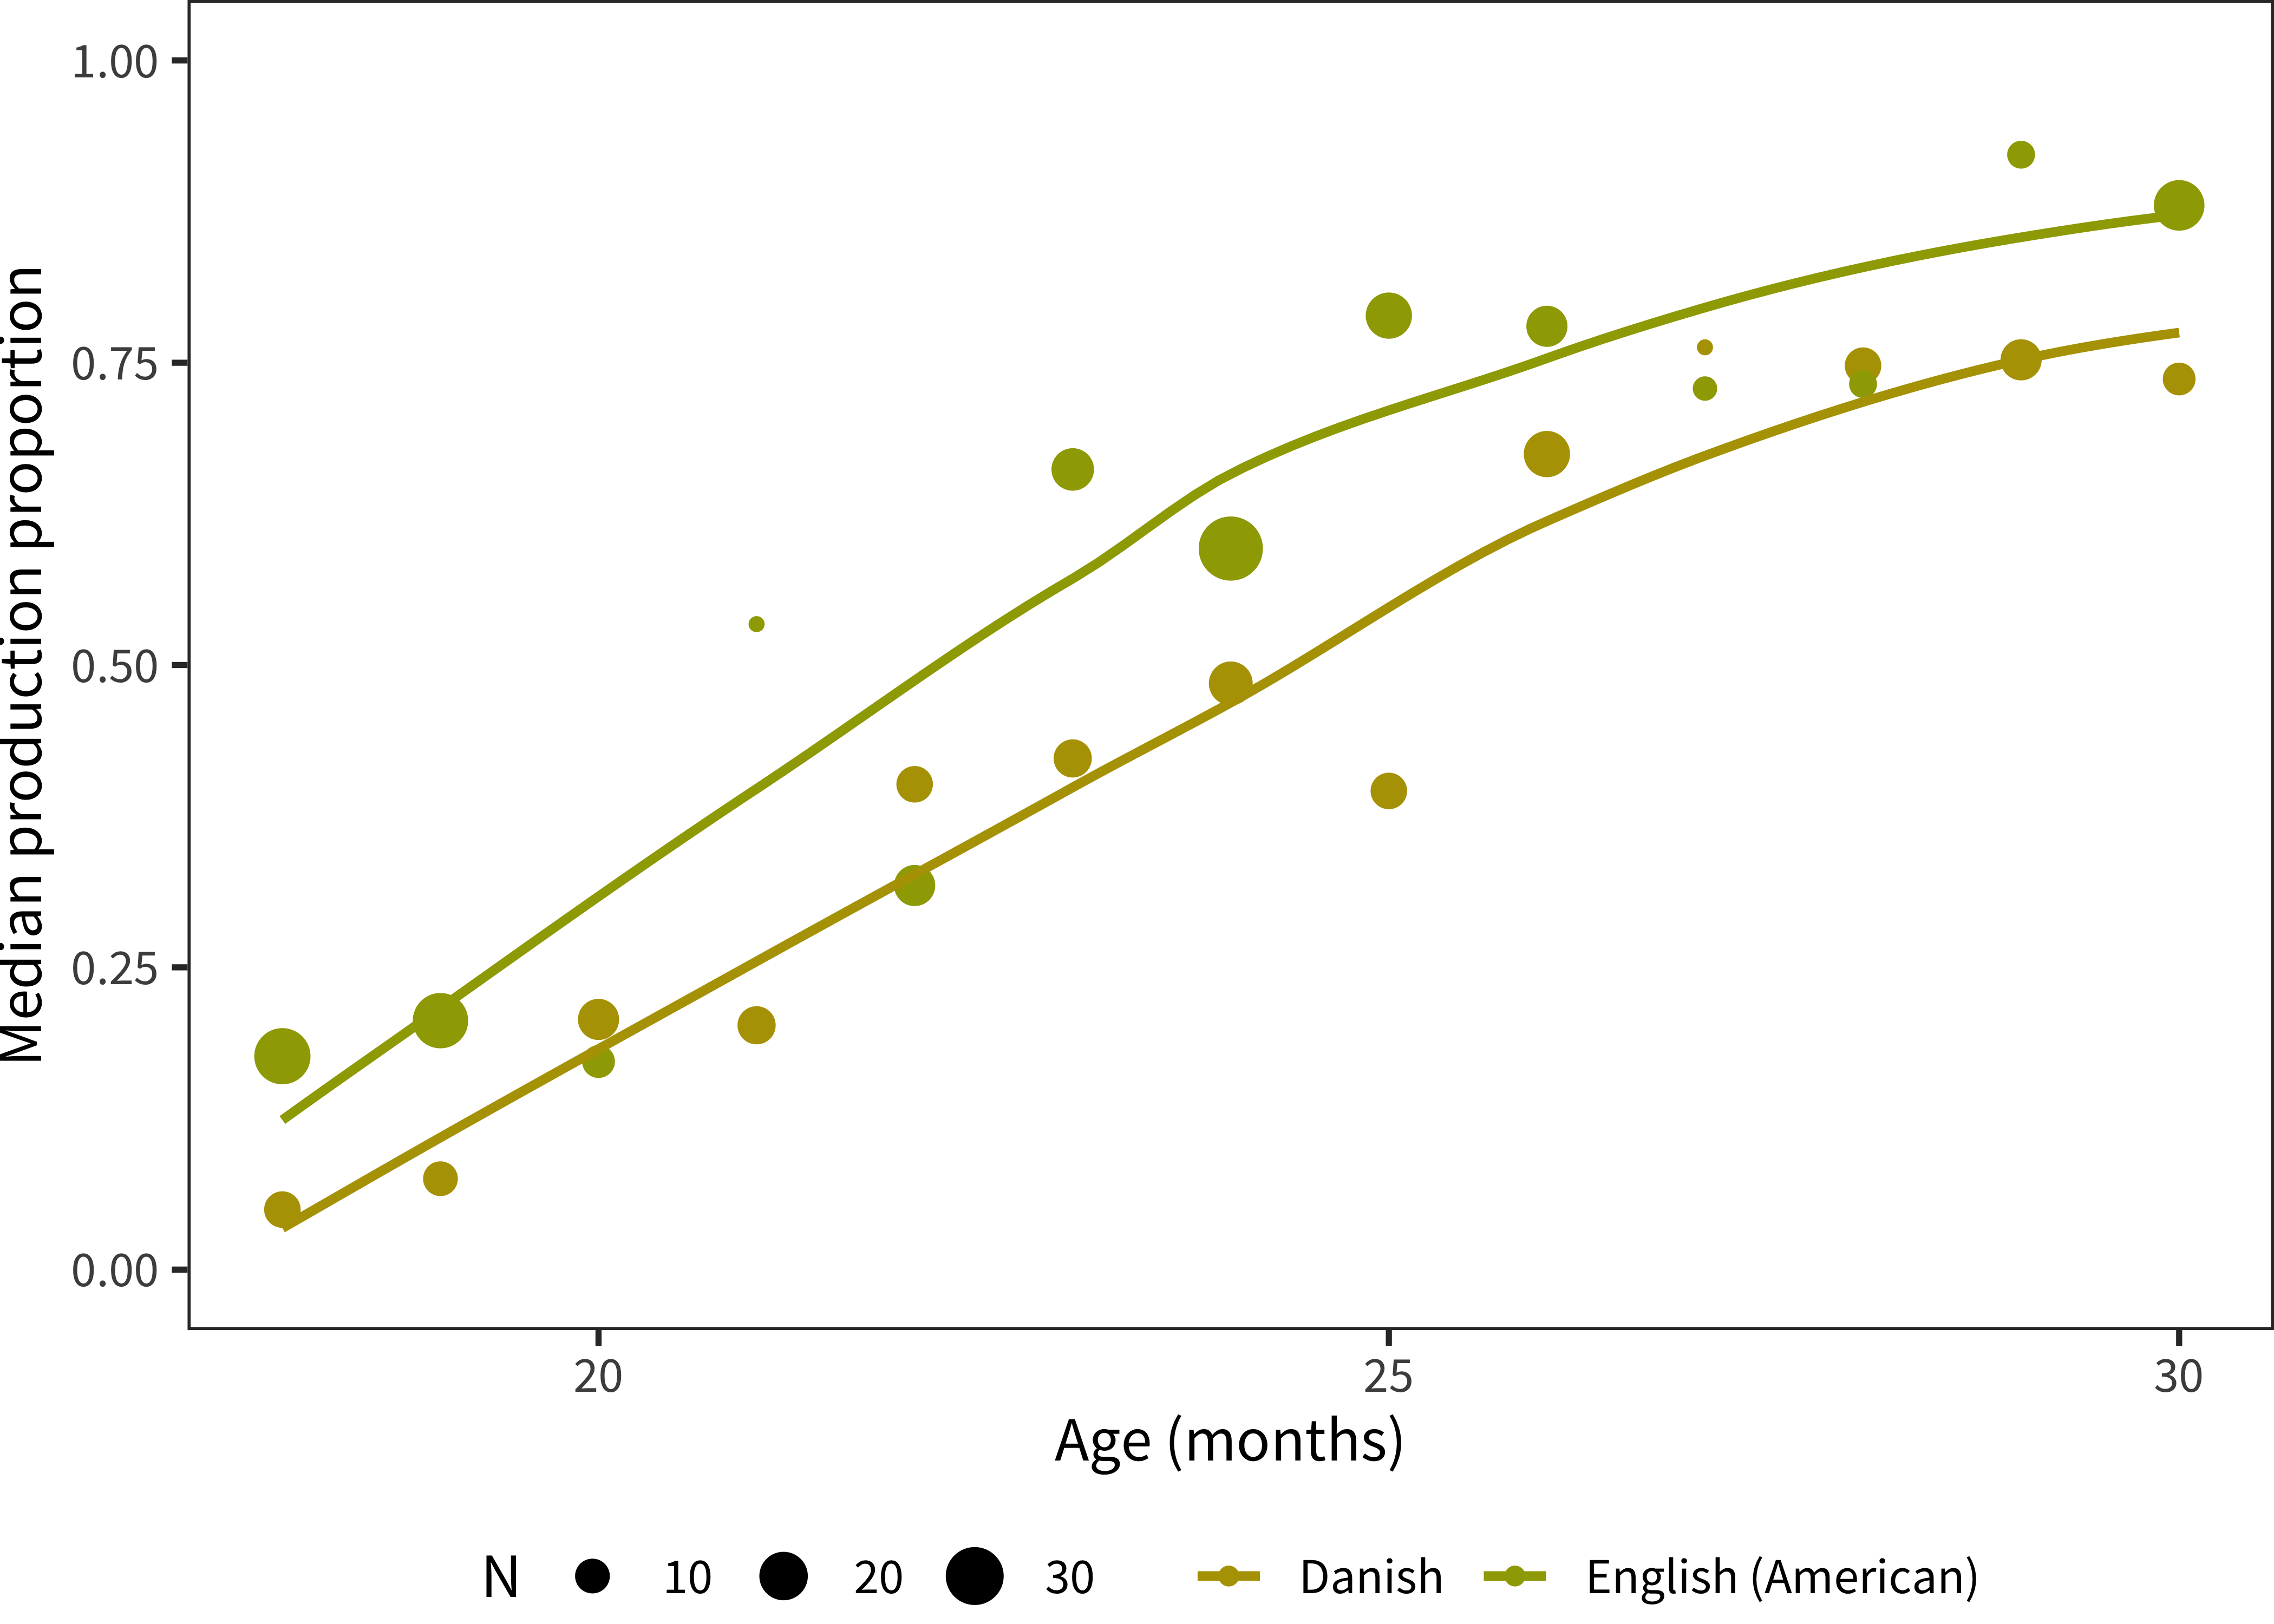 Median production proportion
1.00
0.75
0.50
0.25
0.00
20 25 30
Age (months)
N 10 20 30 Danish English (American)